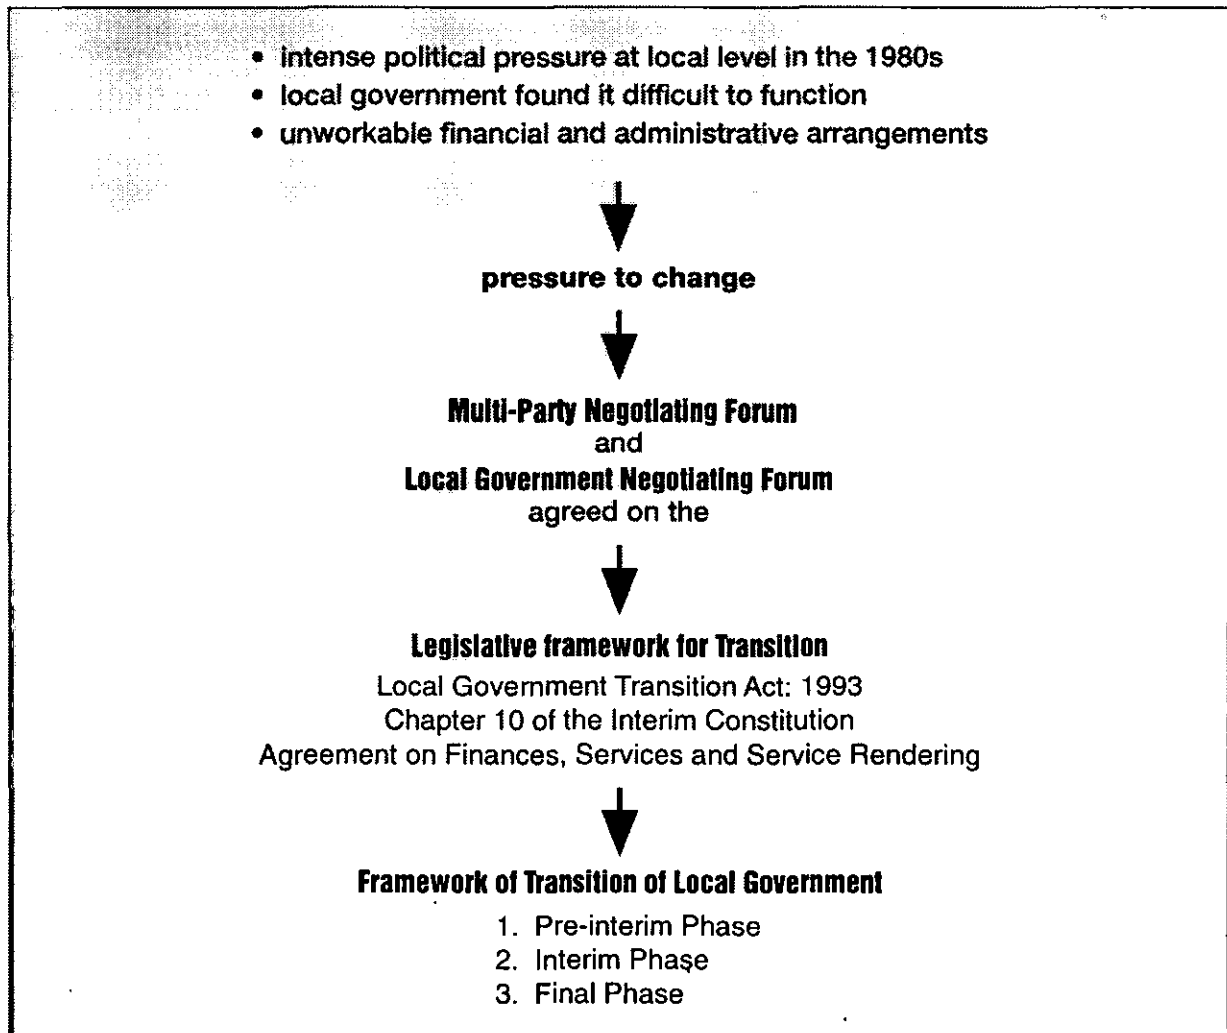 • intense political pressure at local level in the 1980s
• local government found it difficult to function
• unworkable financial and administrative arrangements
pressure to change
Multi-Party Negotiating Forum
and
Local Government Negotiating Forum
agreed on the
Legislative framework for Transition
Local Government Transition Act: 1993
Chapter 10 of the Interim Constitution
Agreement on Finances, Services and Service Rendering
Framework of Transition of Local Government
1. Pre-interim Phase
2. Interim Phase
3. Final Phase